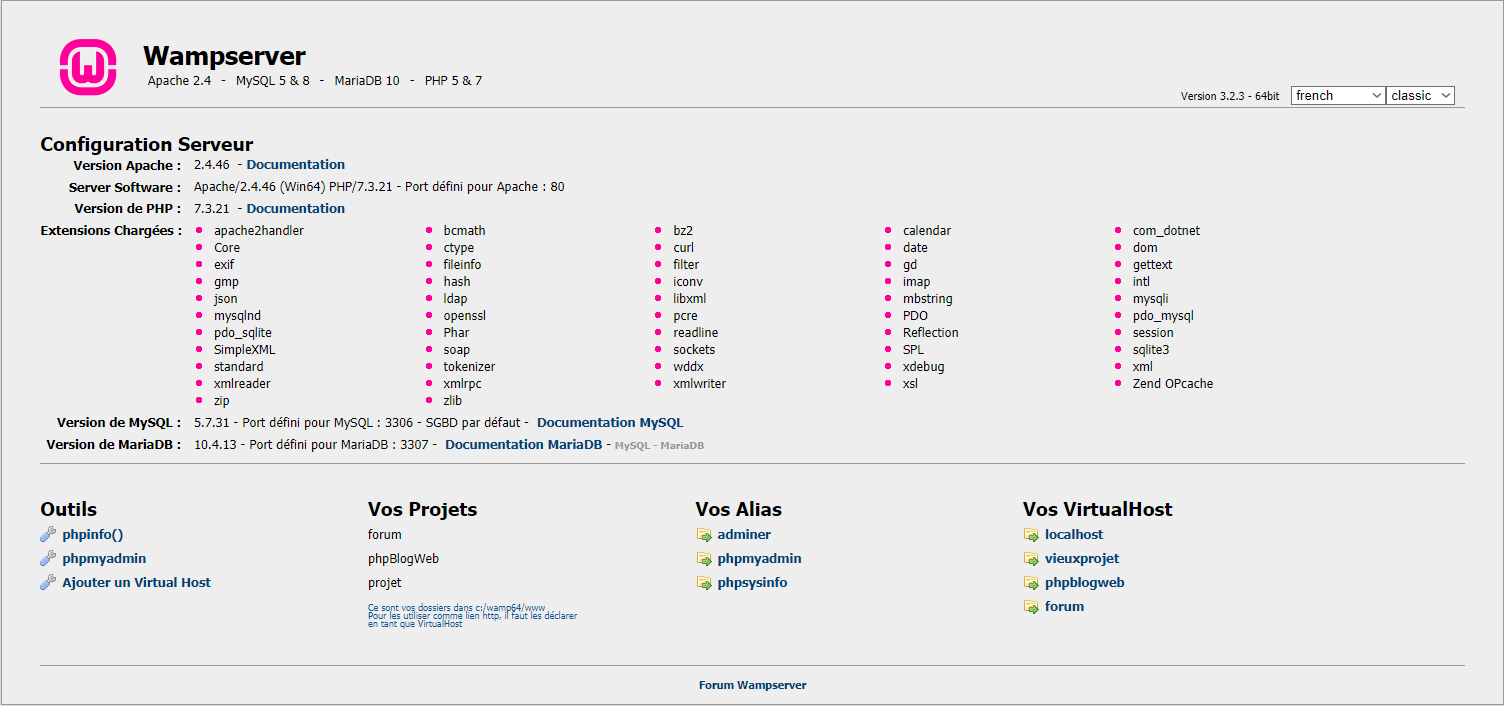 Wampserver
Apache 2.4 - MySQL 5 & 8 - MariaDB 10 - PHP 5 & 7
Version 3.2.3 - 64bit french classic
Configuration Serveur
Version Apache : 2.4.46 - Documentation
Server Software : Apache/2.4.46 (Win64) PHP/7.3.21 - Port défini pour Apache : 80
Version de PHP : 7.3.21 - Documentation
Extensions Chargées : apache2handler bcmath bz2 calendar com_dotnet
Core ctype curl date dom
exif fileinfo filter gd gettext
gmp hash iconv imap intl
json ldap libxml mbstring mysqli
mysqlnd openssl pcre PDO pdo_mysql
pdo_sqlite Phar readline Reflection session
SimpleXML soap sockets SPL sqlite3
standard tokenizer wddx xdebug xml
xmlreader xmlrpc xmlwriter xsl Zend OPcache
zip zlib
Version de MySQL : 5.7.31 - Port défini pour MySQL : 3306 - SGBD par défaut - Documentation MySQL
Version de MariaDB : 10.4.13 - Port défini pour MariaDB : 3307 - Documentation MariaDB - MySQL - MariaDB
Outils
phpinfo()
phpmyadmin
Ajouter un Virtual Host
Vos Projets
forum
phpBlogWeb
projet
Ce sont vos dossiers dans c:/wamp64/www
Pour les utiliser comme lien http, il faut les déclarer
en tant que VirtualHost
Vos Alias
adminer
phpmyadmin
phpsysinfo
Vos VirtualHost
localhost
vieuxprojet
phpblogweb
forum
Forum Wampserver